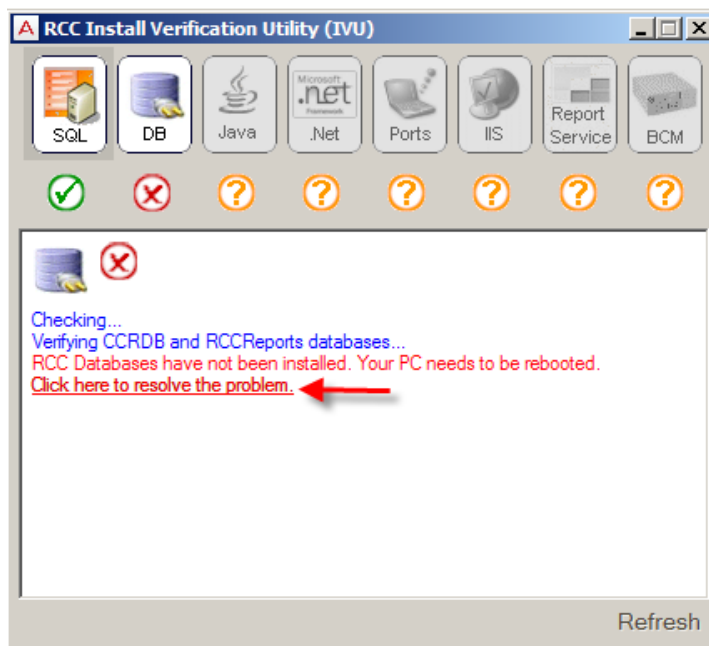 A RCC Install Verification Utility (IVU)
SQL
DB
Java
Microsoft
.net
Framework
.Net
Ports
IIS
Report
Service
BCM
? ? ? ? ? ?
Checking...
Verifying CCRDB and RCCReports databases...
RCC Databases have not been installed. Your PC needs to be rebooted.
Click here to resolve the problem.
Refresh